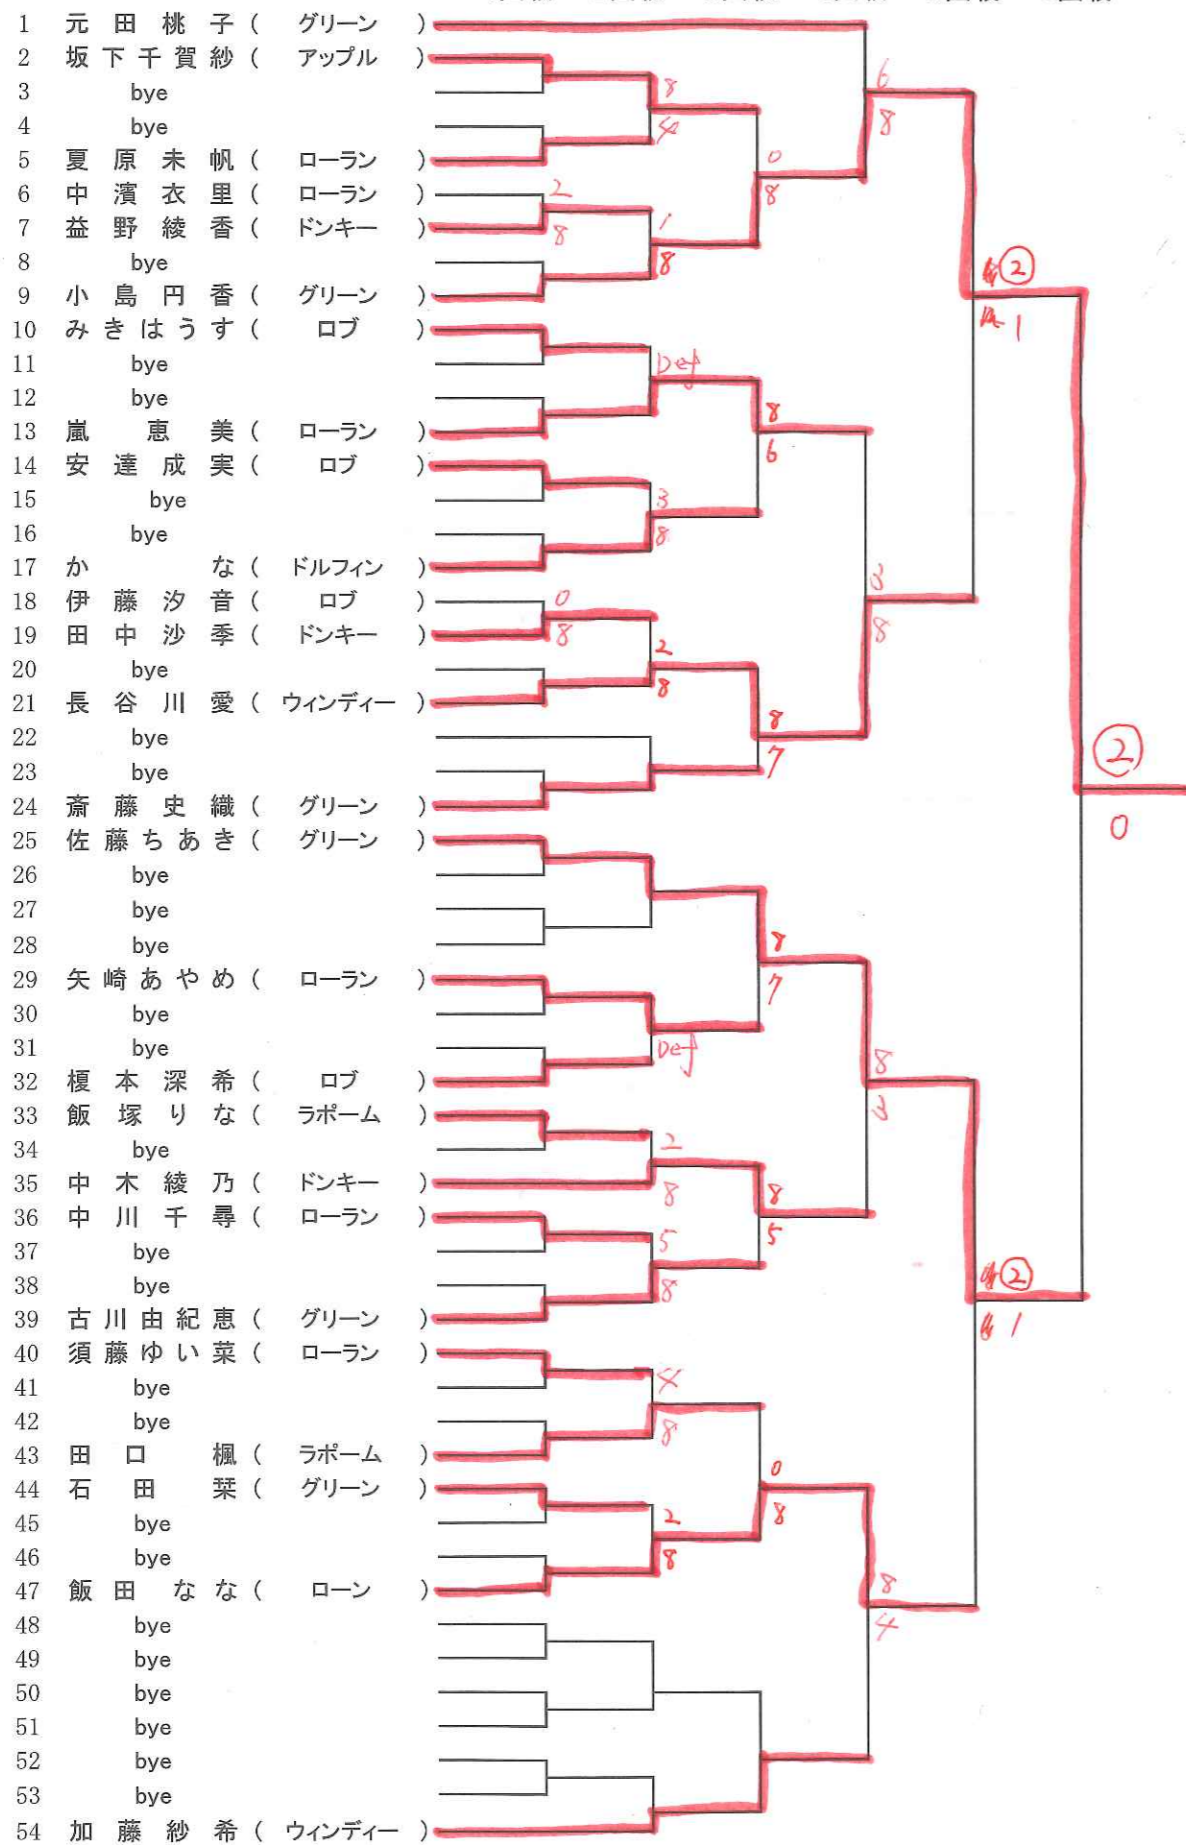 1 元田桃子 ( グリーン )
2 坂下千賀紗 ( アップル )
3 bye
4 bye
5 夏原未帆 ( ローラン )
6 中濱衣里 ( ローラン )
7 益野綾香 ( ドンキー )
8 bye
9 小島円香 ( グリーン )
10 みきはうす ( ロブ )
11 bye
12 bye
13 嵐恵美 ( ローラン )
14 安達成実 ( ロブ )
15 bye
16 bye
17 かな ( ドルフィン )
18 伊藤汐音 ( ロブ )
19 田中沙季 ( ドンキー )
20 bye
21 長谷川愛 ( ウィンディー )
22 bye
23 bye
24 斎藤史織 ( グリーン )
25 佐藤ちあき ( グリーン )
26 bye
27 bye
28 bye
29 矢崎あやめ ( ローラン )
30 bye
31 bye
32 榎本深希 ( ロブ )
33 飯塚りな ( ラポーム )
34 bye
35 中木綾乃 ( ドンキー )
36 中川千尋 ( ローラン )
37 bye
38 bye
39 古川由紀恵 ( グリーン )
40 須藤ゆい菜 ( ローラン )
41 bye
42 bye
43 田口楓 ( ラポーム )
44 石田栞 ( グリーン )
45 bye
46 bye
47 飯田なな ( ローン )
48 bye
49 bye
50 bye
51 bye
52 bye
53 bye
54 加藤紗希 ( ウィンディー )
2
8
0
8
8
4
1
8
Def
3
8
2
8
Def
2
8
5
8
4
8
2
8
0
8
8
6
8
7
8
7
8
5
0
8
6
8
8
8
3
8
4
②
1
②
1
②
0